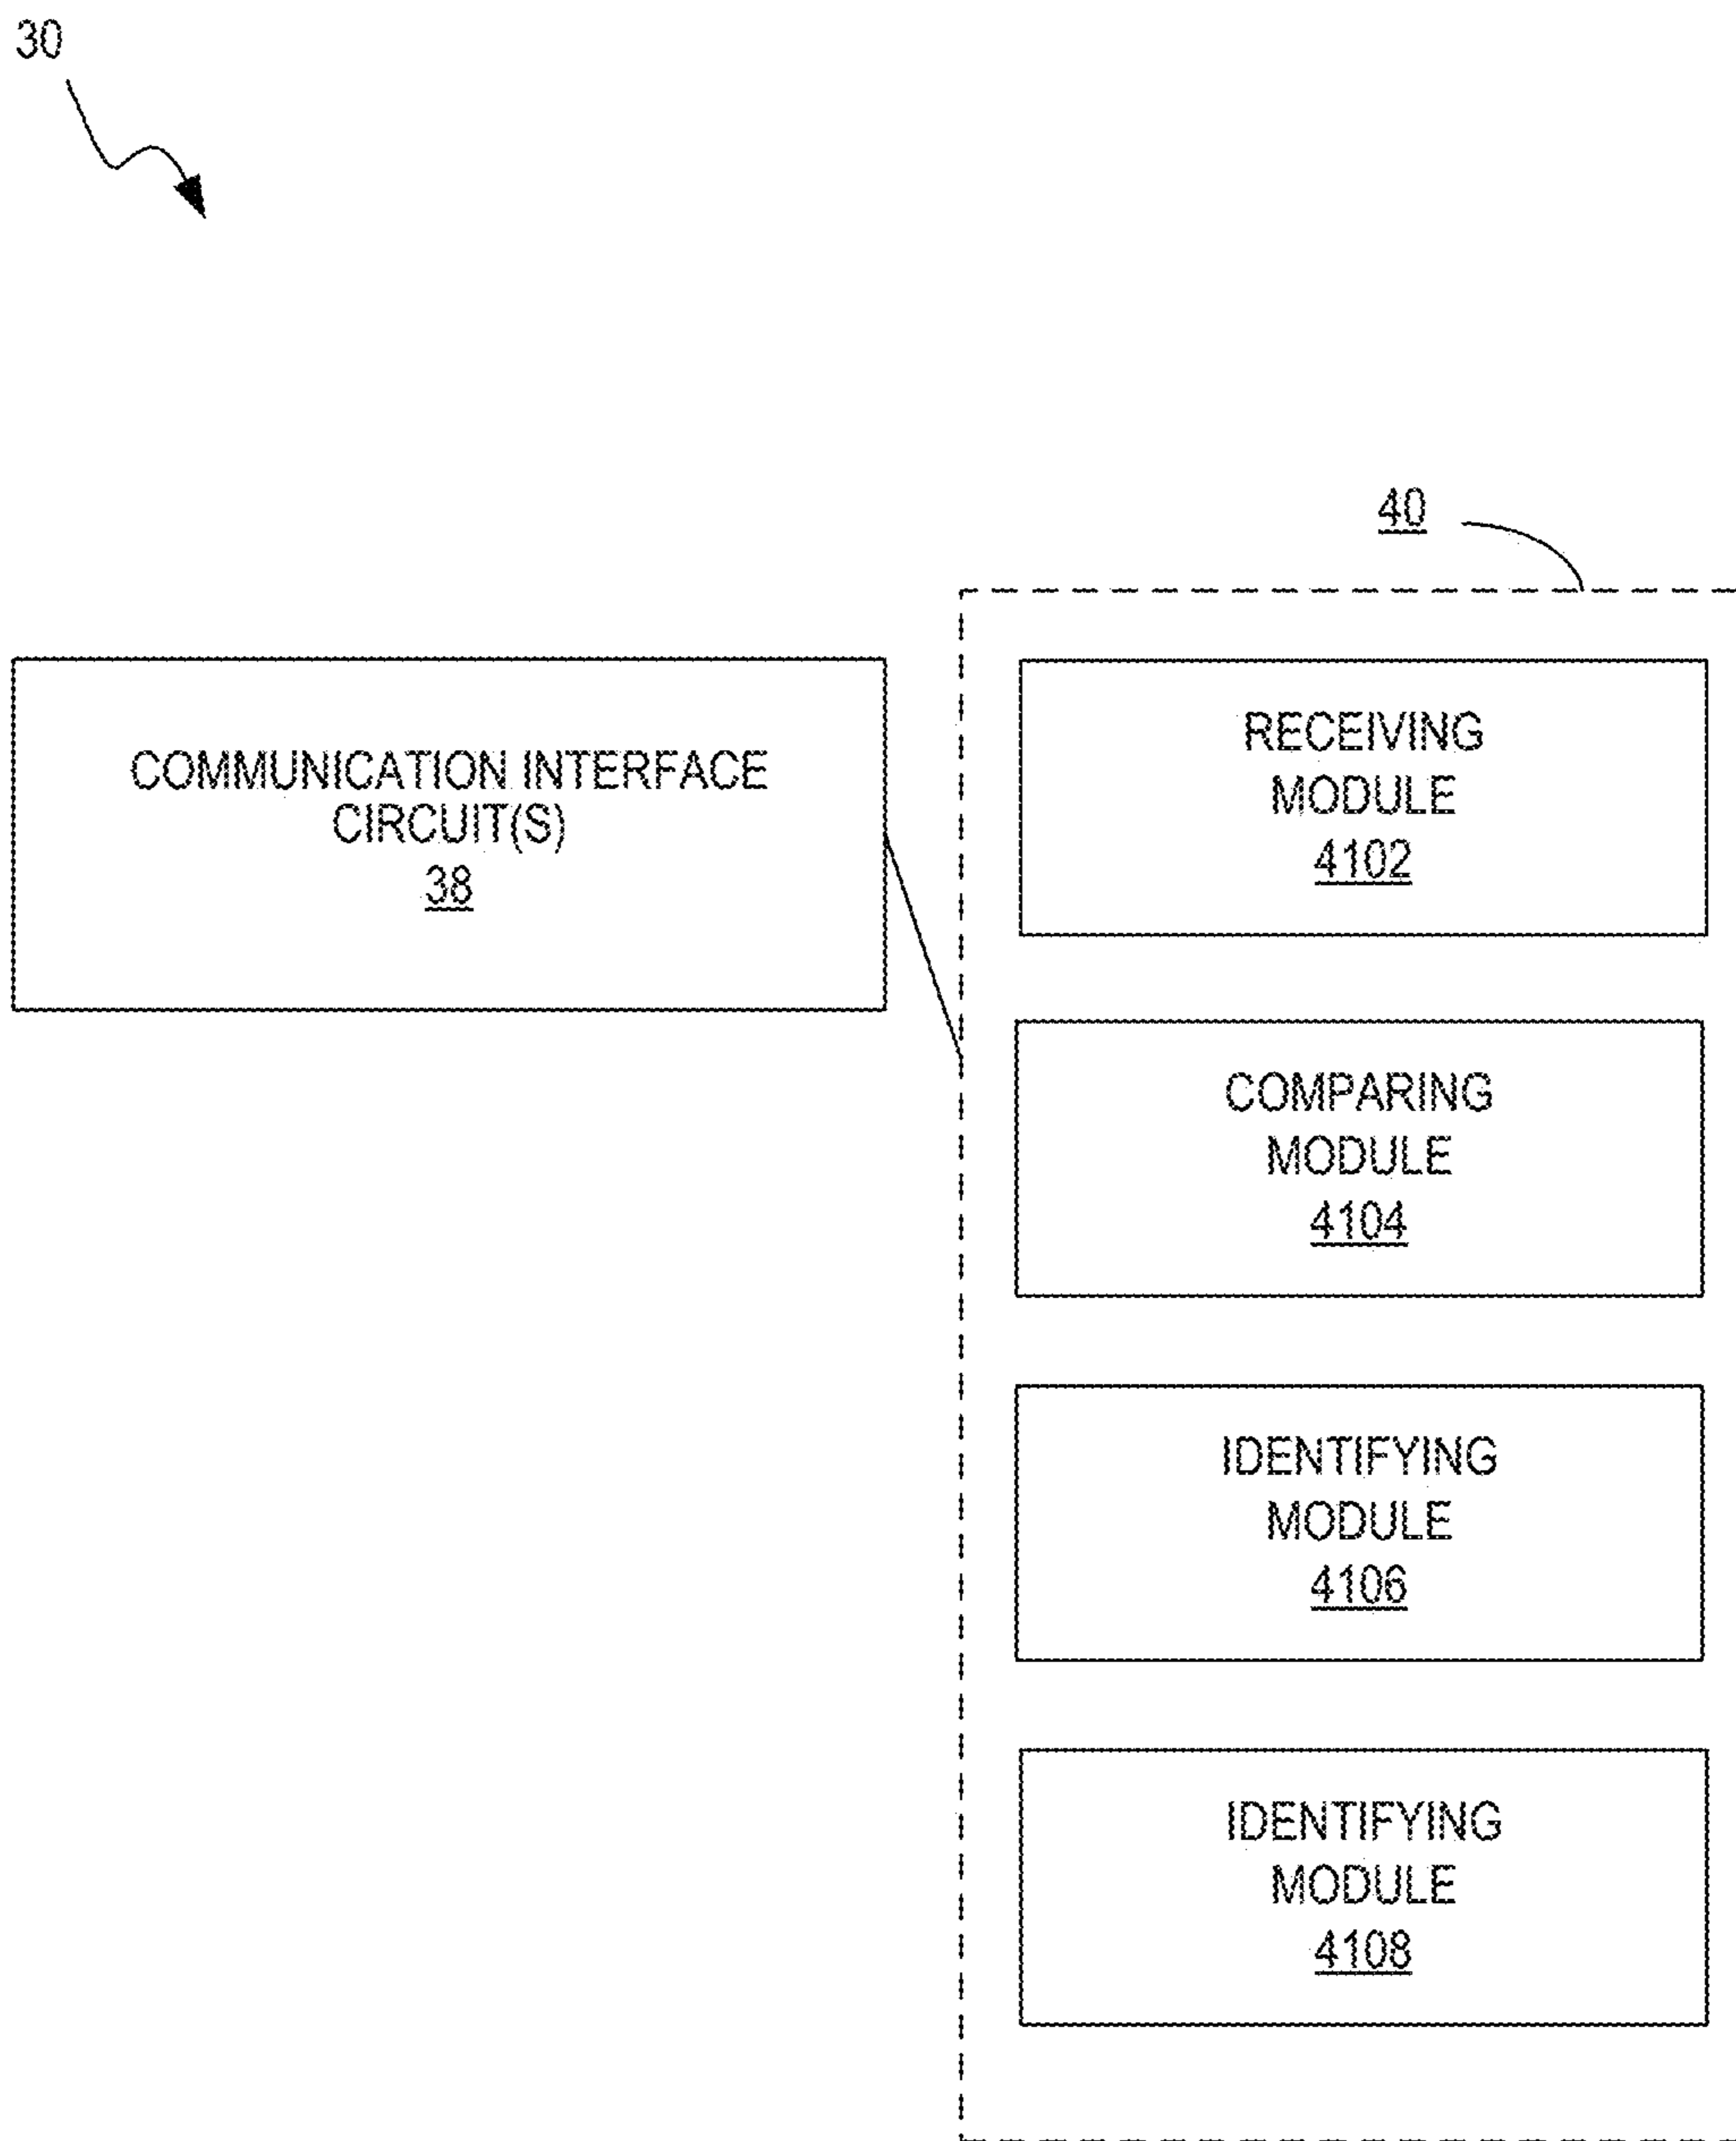 30
40
COMMUNICATION INTERFACE
CIRCUIT(S)
38
RECEIVING
MODULE
4102
COMPARING
MODULE
4104
IDENTIFYING
MODULE
4106
IDENTIFYING
MODULE
4108